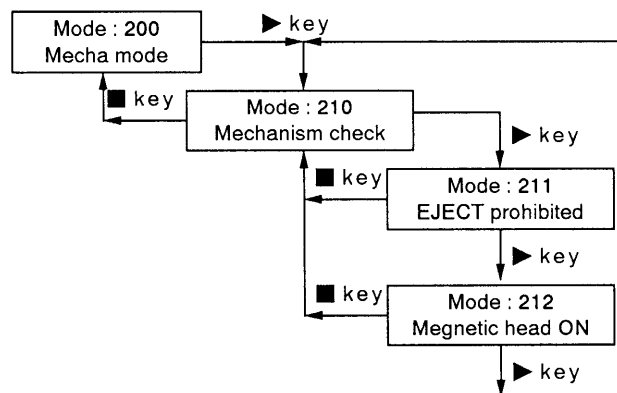 Mode : 200
Mecha mode
▶ key
■ key
Mode : 210
Mechanism check
▶ key
■ key
Mode : 211
EJECT prohibited
▶ key
■ key
Mode : 212
Megnetic head ON
▶ key